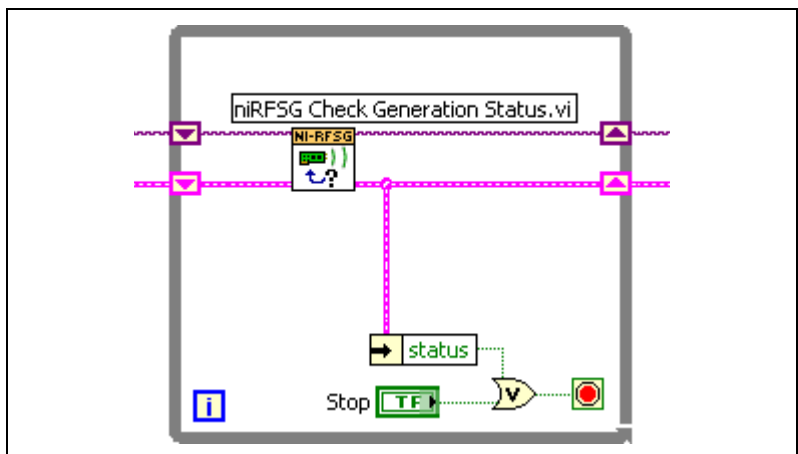 niRFSG Check Generation Status.vi
NI-RFSG
?
status
Stop TF
V
i